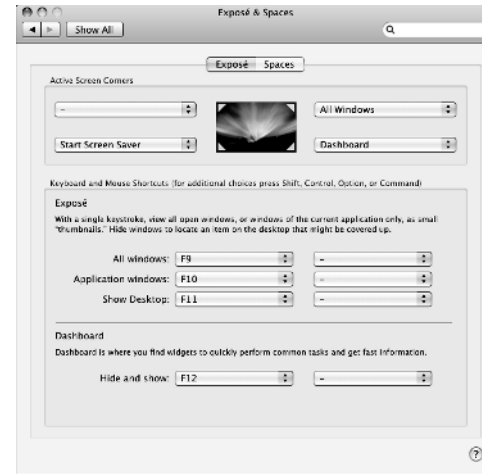 Exposé & Spaces
Show All
Exposé Spaces
Active Screen Corners
– All Windows
Start Screen Saver Dashboard
Keyboard and Mouse Shortcuts (for additional choices press Shift, Control, Option, or Command)
Exposé
With a single keystroke, view all open windows, or windows of the current application only, as small
"thumbnails." Hide windows to locate an item on the desktop that might be covered up.
All windows: F9 –
Application windows: F10 –
Show Desktop: F11 –
Dashboard
Dashboard is where you find widgets to quickly perform common tasks and get fast information.
Hide and show: F12 –
?